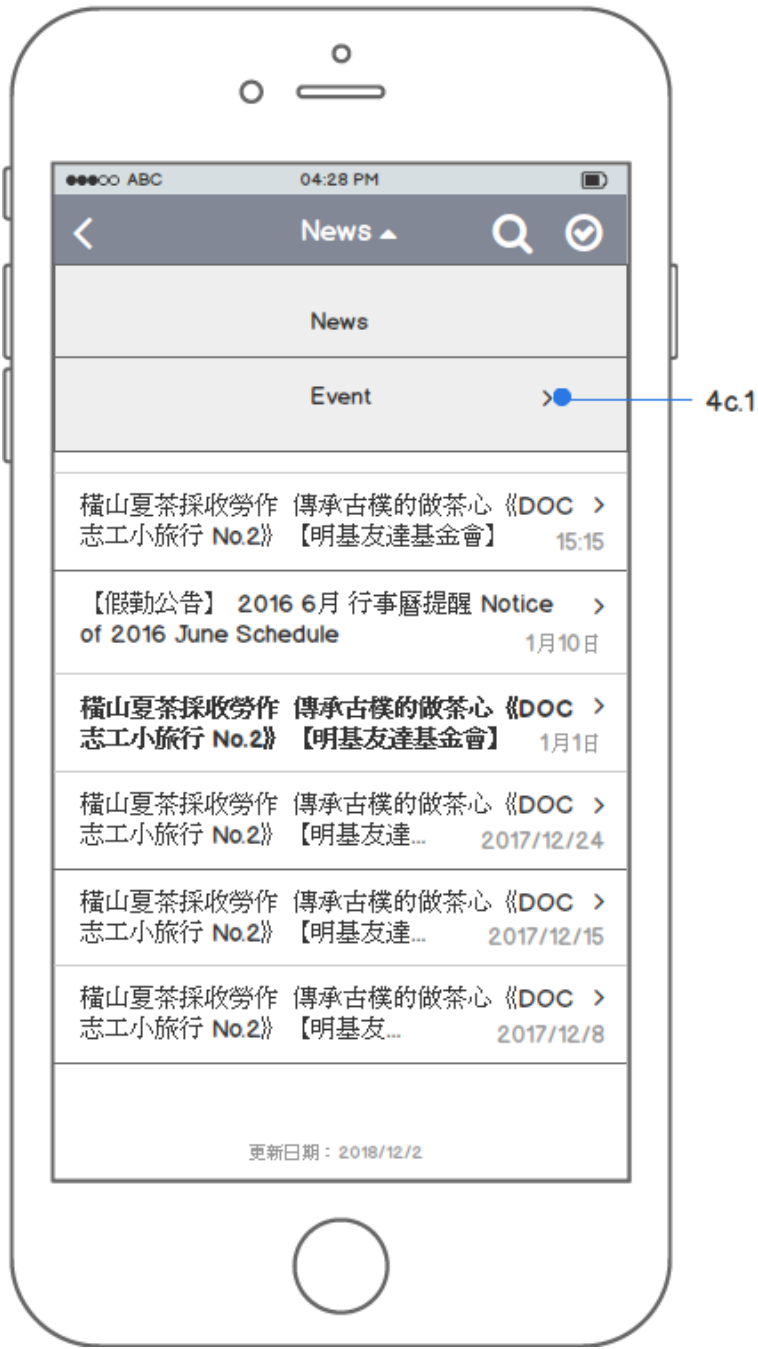 ABC 04:28 PM
News
News
Event
4c.1
橫山夏茶採收勞作 傳承古樸的做茶心《DOC
志工小旅行 No.2》【明基友達基金會】 15:15
【假勤公告】 2016 6月 行事曆提醒 Notice
of 2016 June Schedule 1月10日
橫山夏茶採收勞作 傳承古樸的做茶心《DOC
志工小旅行 No.2》【明基友達基金會】 1月1日
橫山夏茶採收勞作 傳承古樸的做茶心《DOC
志工小旅行 No.2》【明基友達... 2017/12/24
橫山夏茶採收勞作 傳承古樸的做茶心《DOC
志工小旅行 No.2》【明基友達... 2017/12/15
橫山夏茶採收勞作 傳承古樸的做茶心《DOC
志工小旅行 No.2》【明基友... 2017/12/8
更新日期：2018/12/2